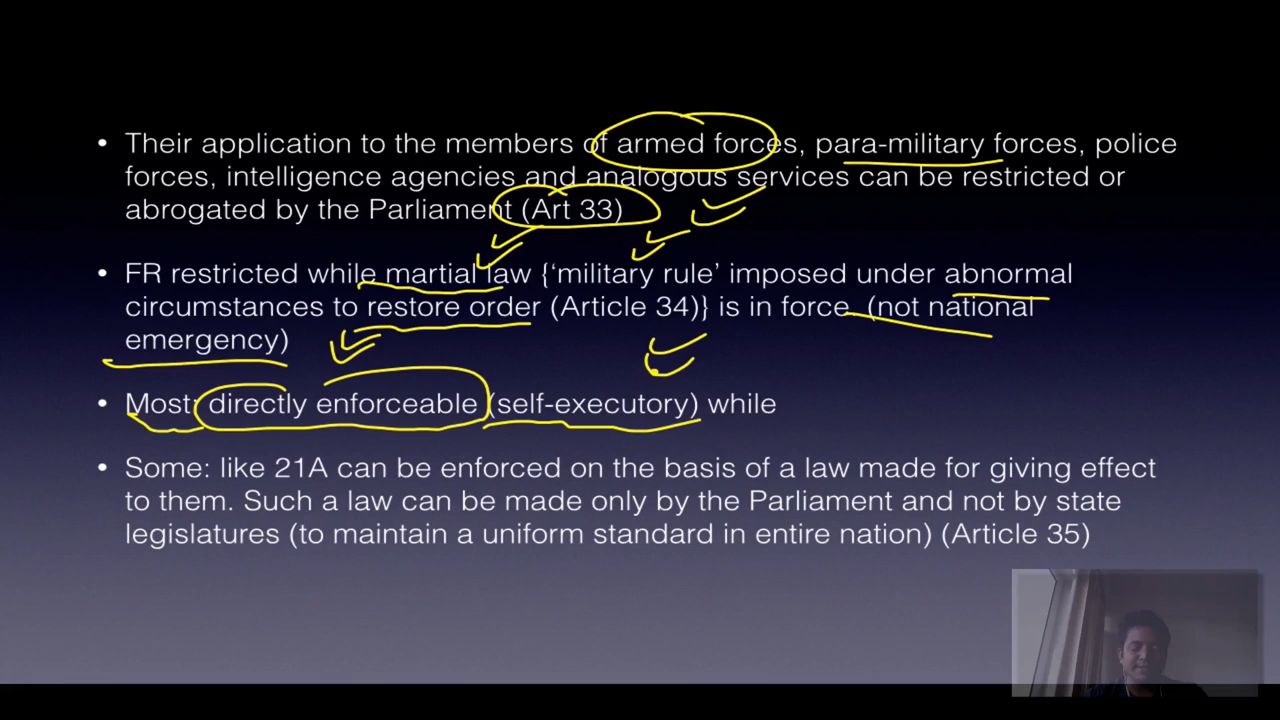 • Their application to the members of armed forces, para-military forces, police
forces, intelligence agencies and analogous services can be restricted or
abrogated by the Parliament (Art 33)
• FR restricted while martial law {‘military rule’ imposed under abnormal
circumstances to restore order (Article 34)} is in force. (not national
emergency)
• Most: directly enforceable (self-executory) while
• Some: like 21A can be enforced on the basis of a law made for giving effect
to them. Such a law can be made only by the Parliament and not by state
legislatures (to maintain a uniform standard in entire nation) (Article 35)